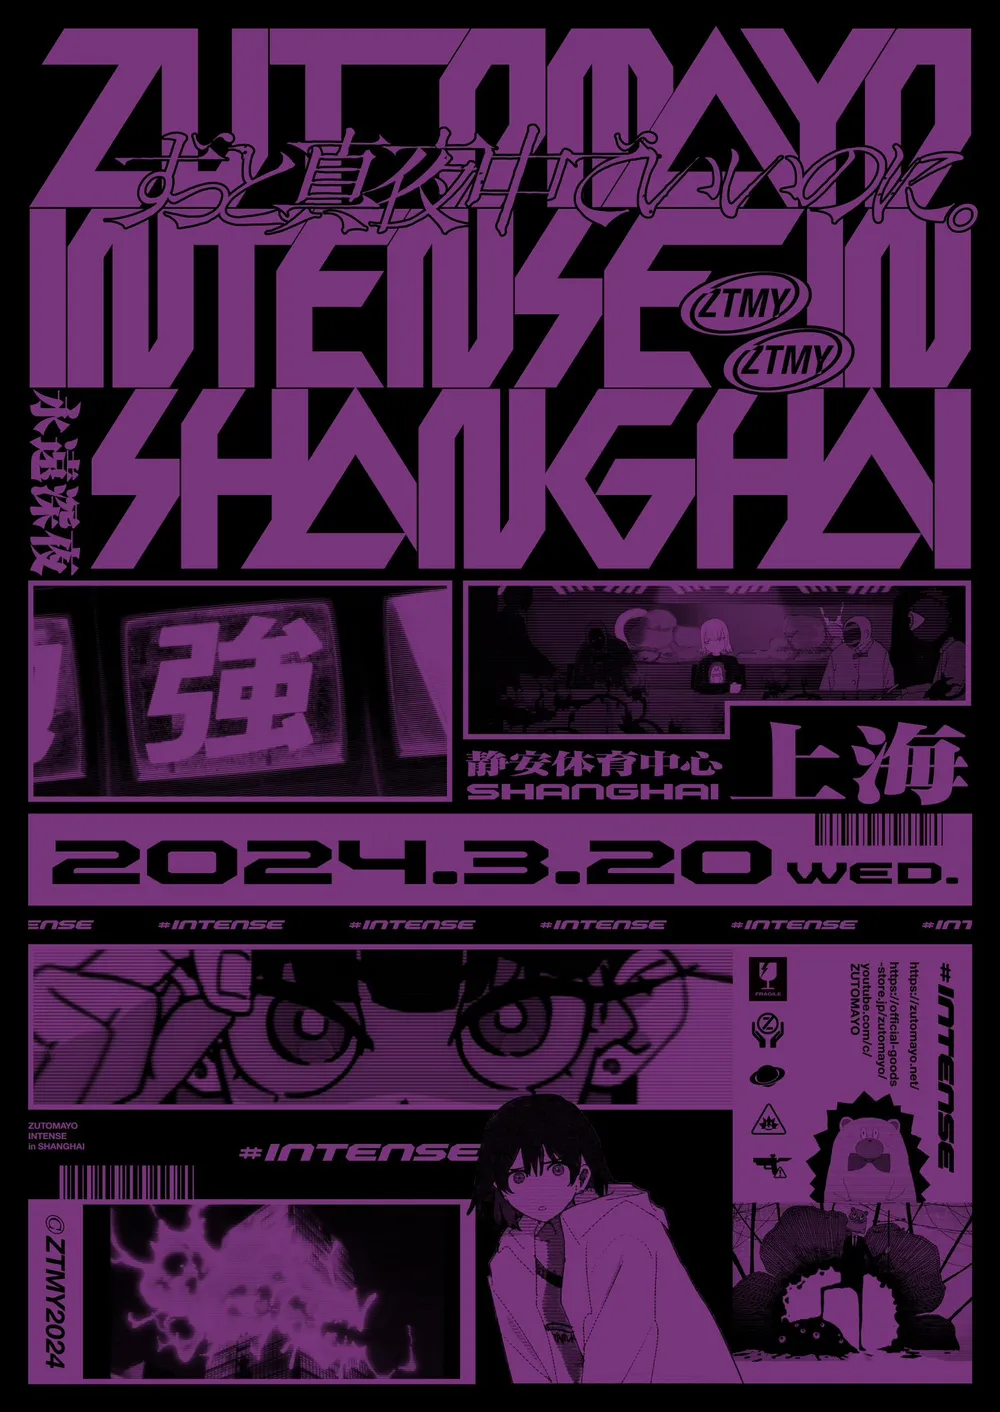 ZUTOMAYO
ずっと真夜中でいいのに。
INTENSE IN
ZTMY
ZTMY
SHANGHAI
永遠深夜
強
静安体育中心
SHANGHAI
上海
2024.3.20 WED.
ENSE #INTENSE #INTENSE #INTENSE #INTENSE #INT
FRAGILE
#INTENSE
https://zutomayo.net/
https://official-goods
-store.jp/zutomayo/
youtube.com/c/
ZUTOMAYO
ZUTOMAYO
INTENSE
in SHANGHAI
#INTENSE
©ZTMY2024